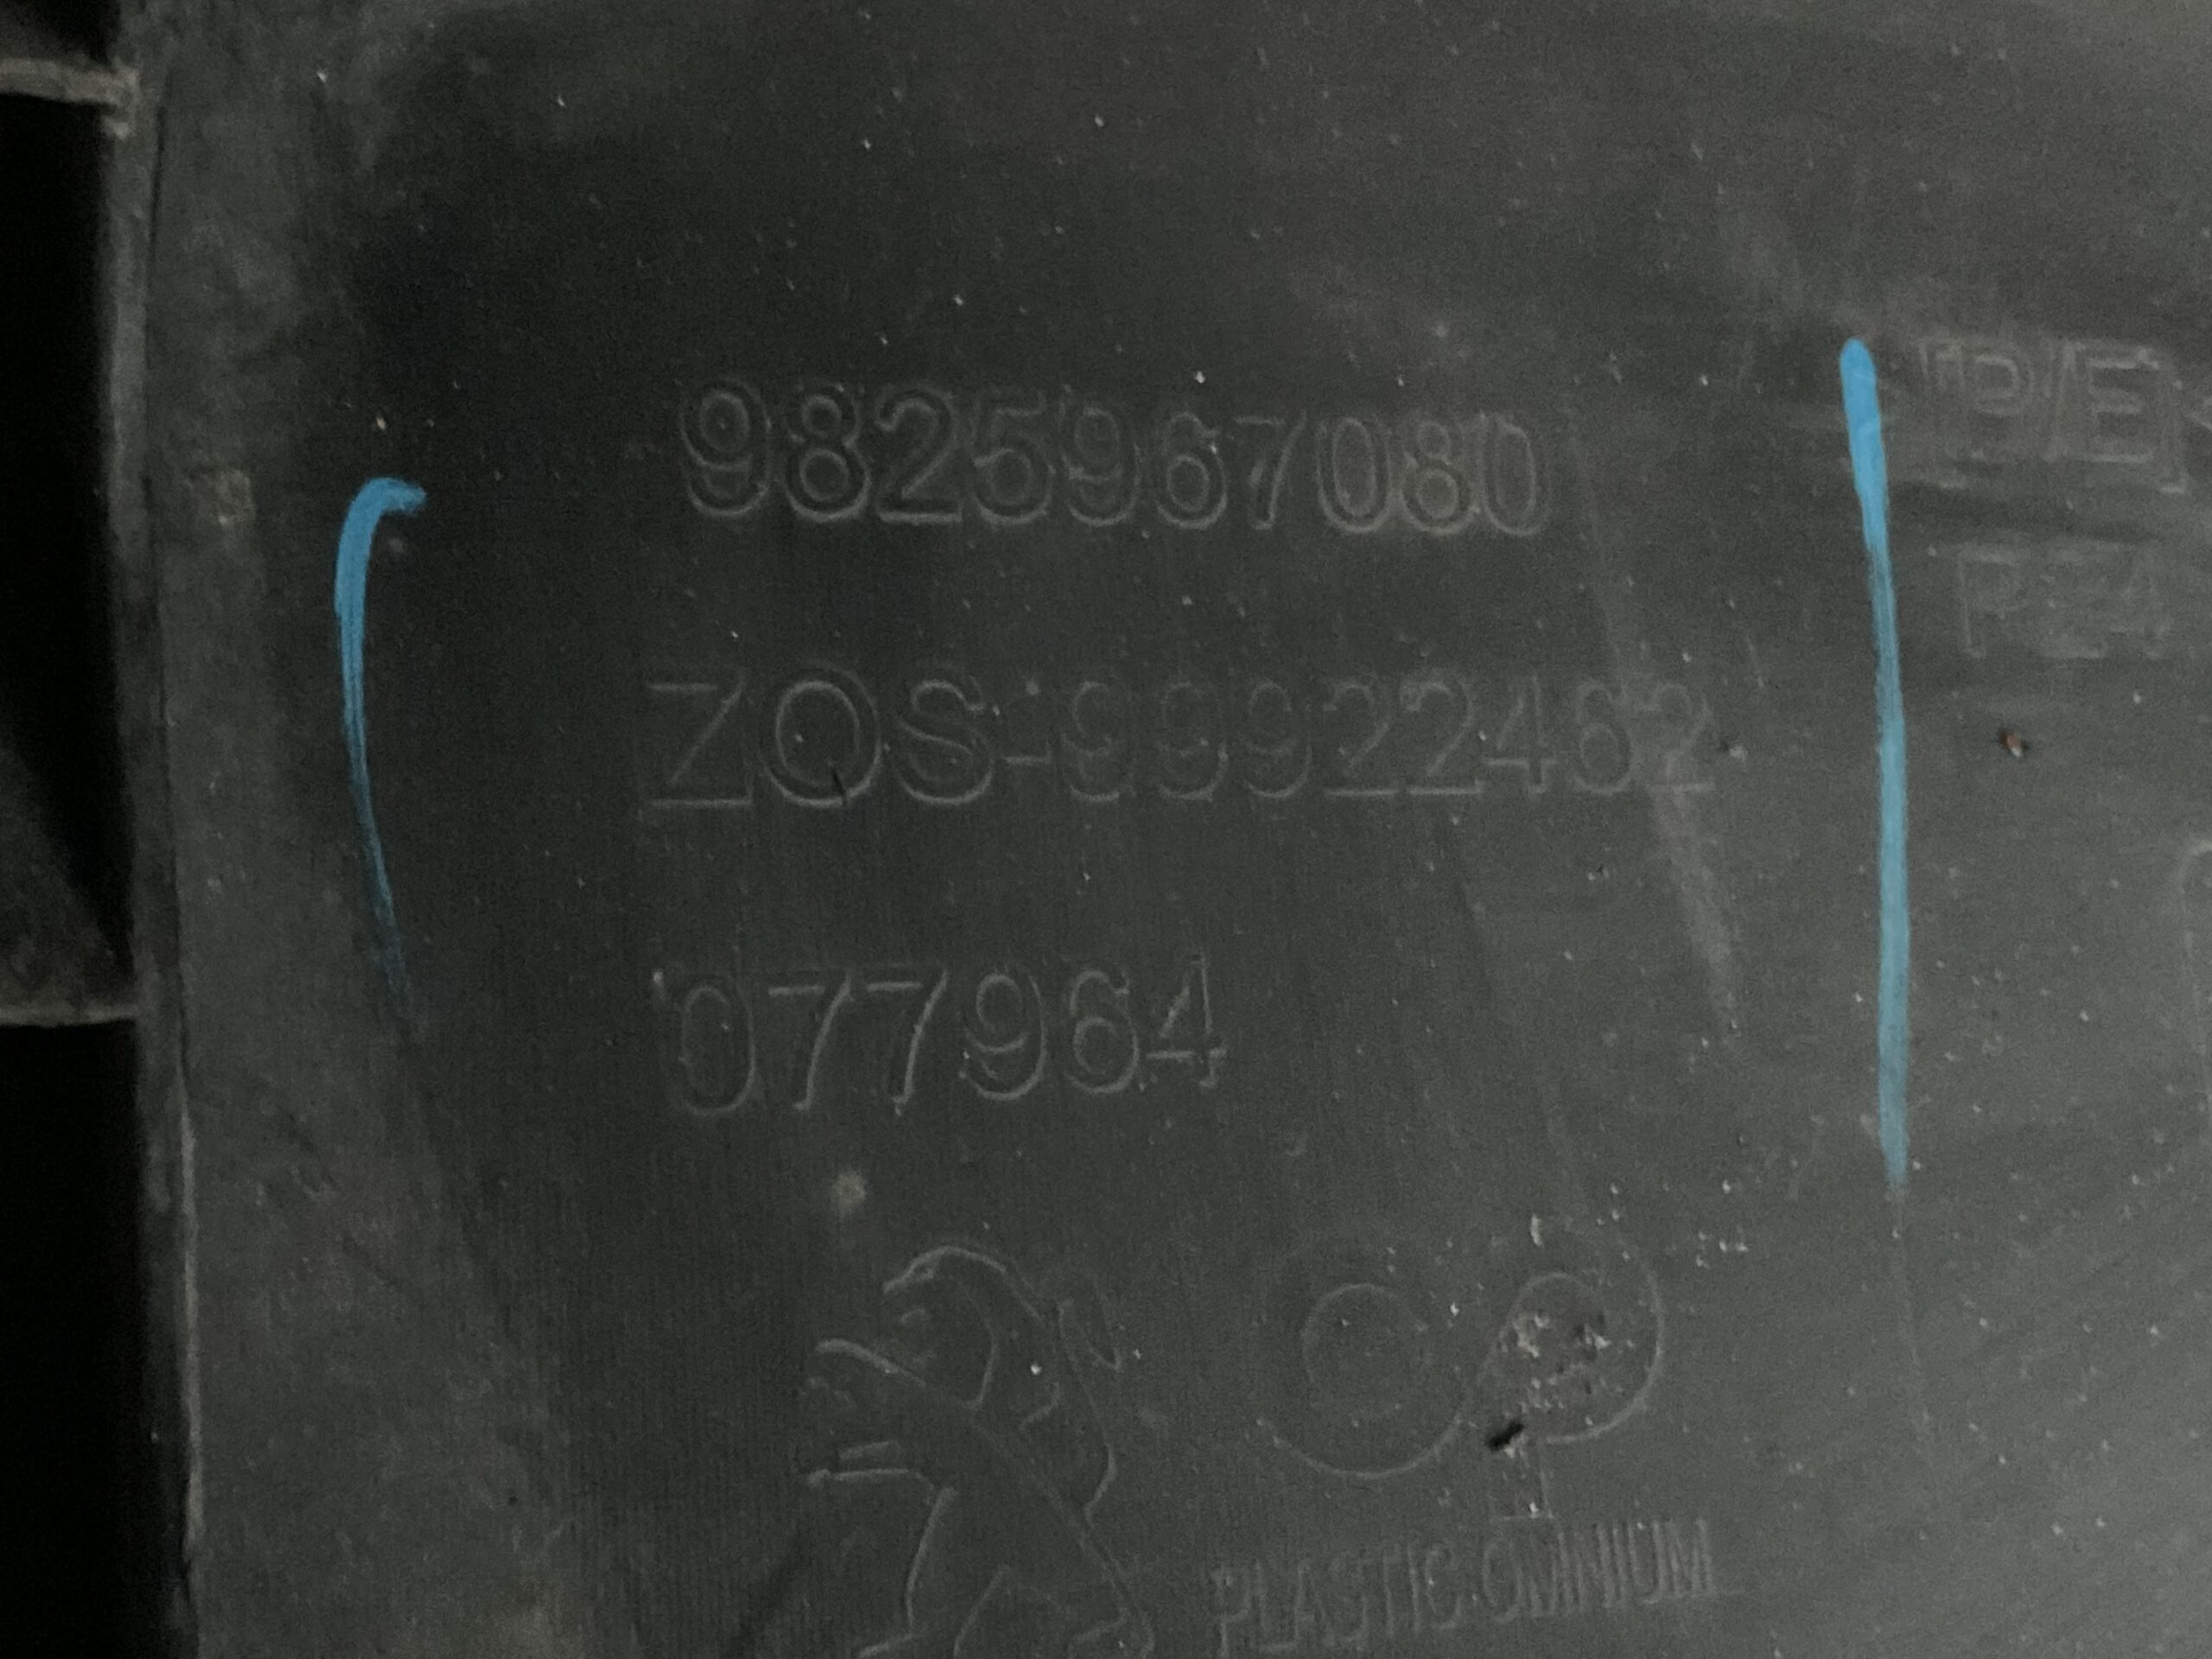 9825967080
ZQS-99922462
077964
PLASTIC OMNIUM
[P/E]